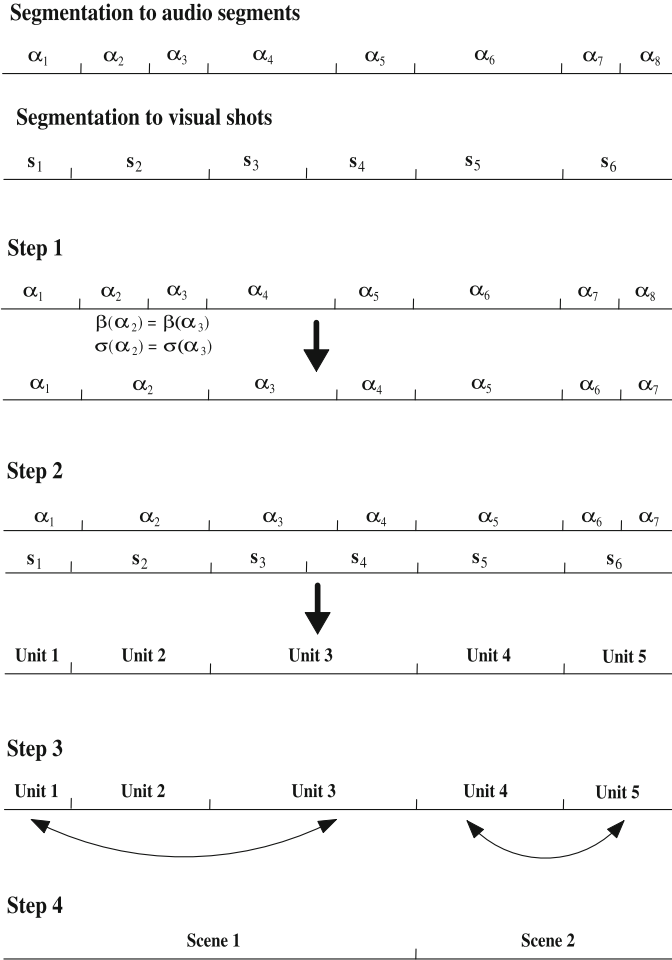 Segmentation to audio segments
α₁ α₂ α₃ α₄ α₅ α₆ α₇ α₈
Segmentation to visual shots
s₁ s₂ s₃ s₄ s₅ s₆
Step 1
α₁ α₂ α₃ α₄ α₅ α₆ α₇ α₈
β(α₂) = β(α₃)
σ(α₂) = σ(α₃)
α₁ α₂ α₃ α₄ α₅ α₆ α₇
Step 2
α₁ α₂ α₃ α₄ α₅ α₆ α₇
s₁ s₂ s₃ s₄ s₅ s₆
Unit 1 Unit 2 Unit 3 Unit 4 Unit 5
Step 3
Unit 1 Unit 2 Unit 3 Unit 4 Unit 5
Step 4
Scene 1 Scene 2